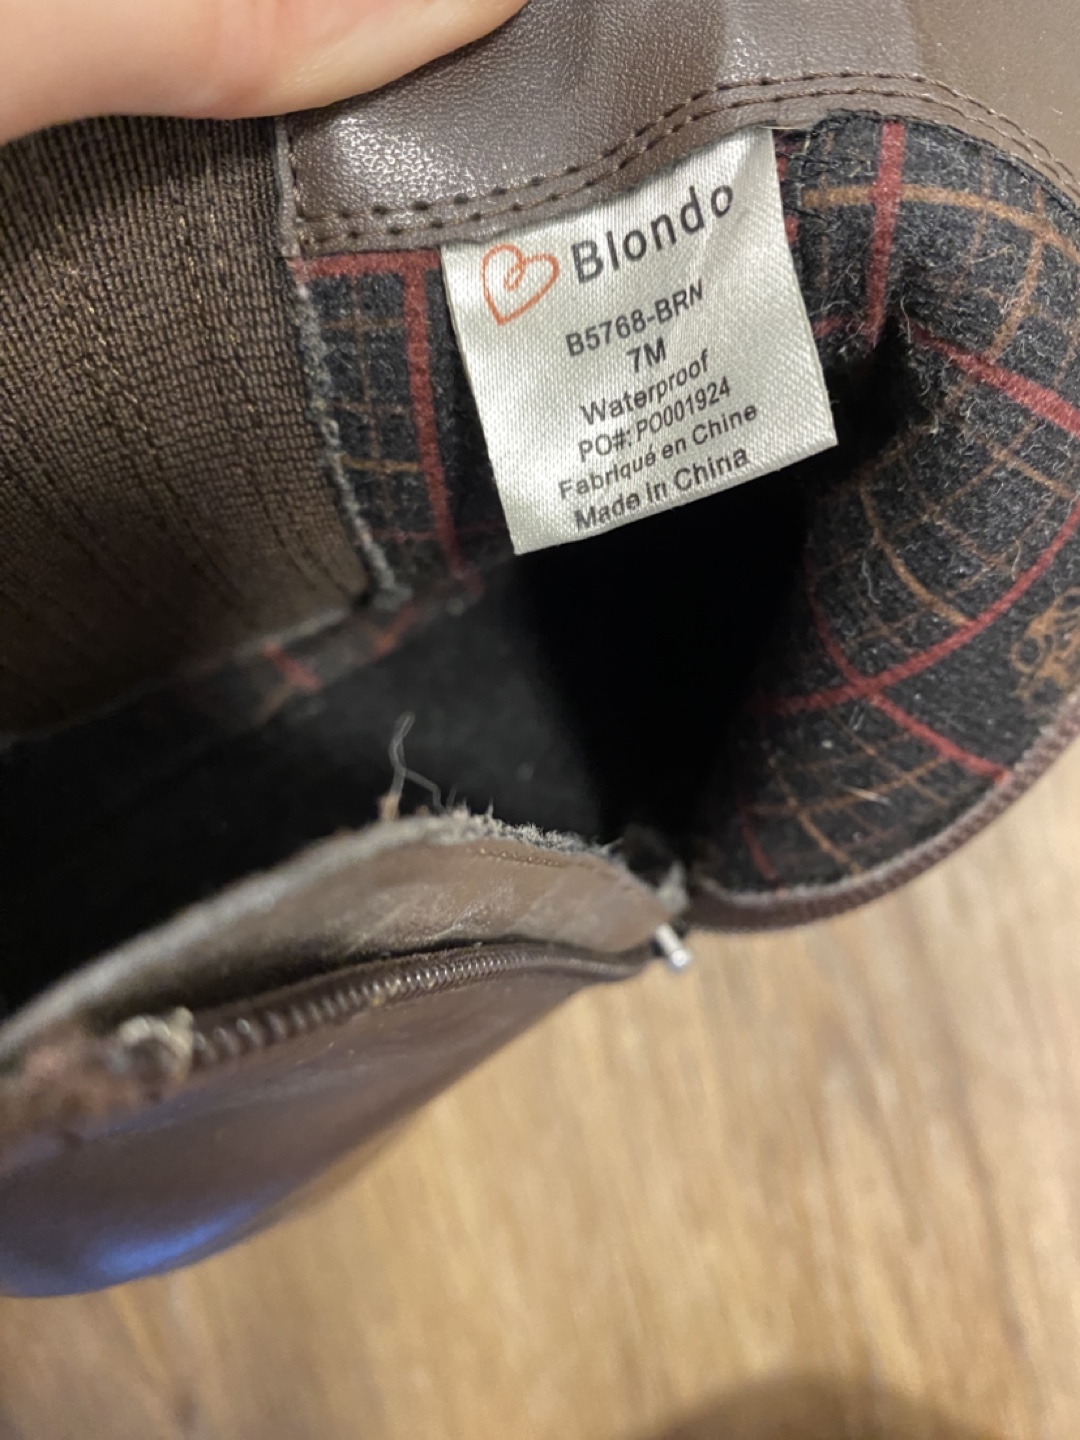 Blondo
B5768-BRN
7M
Waterproof
PO#: PO001924
Fabriqué en Chine
Made in China